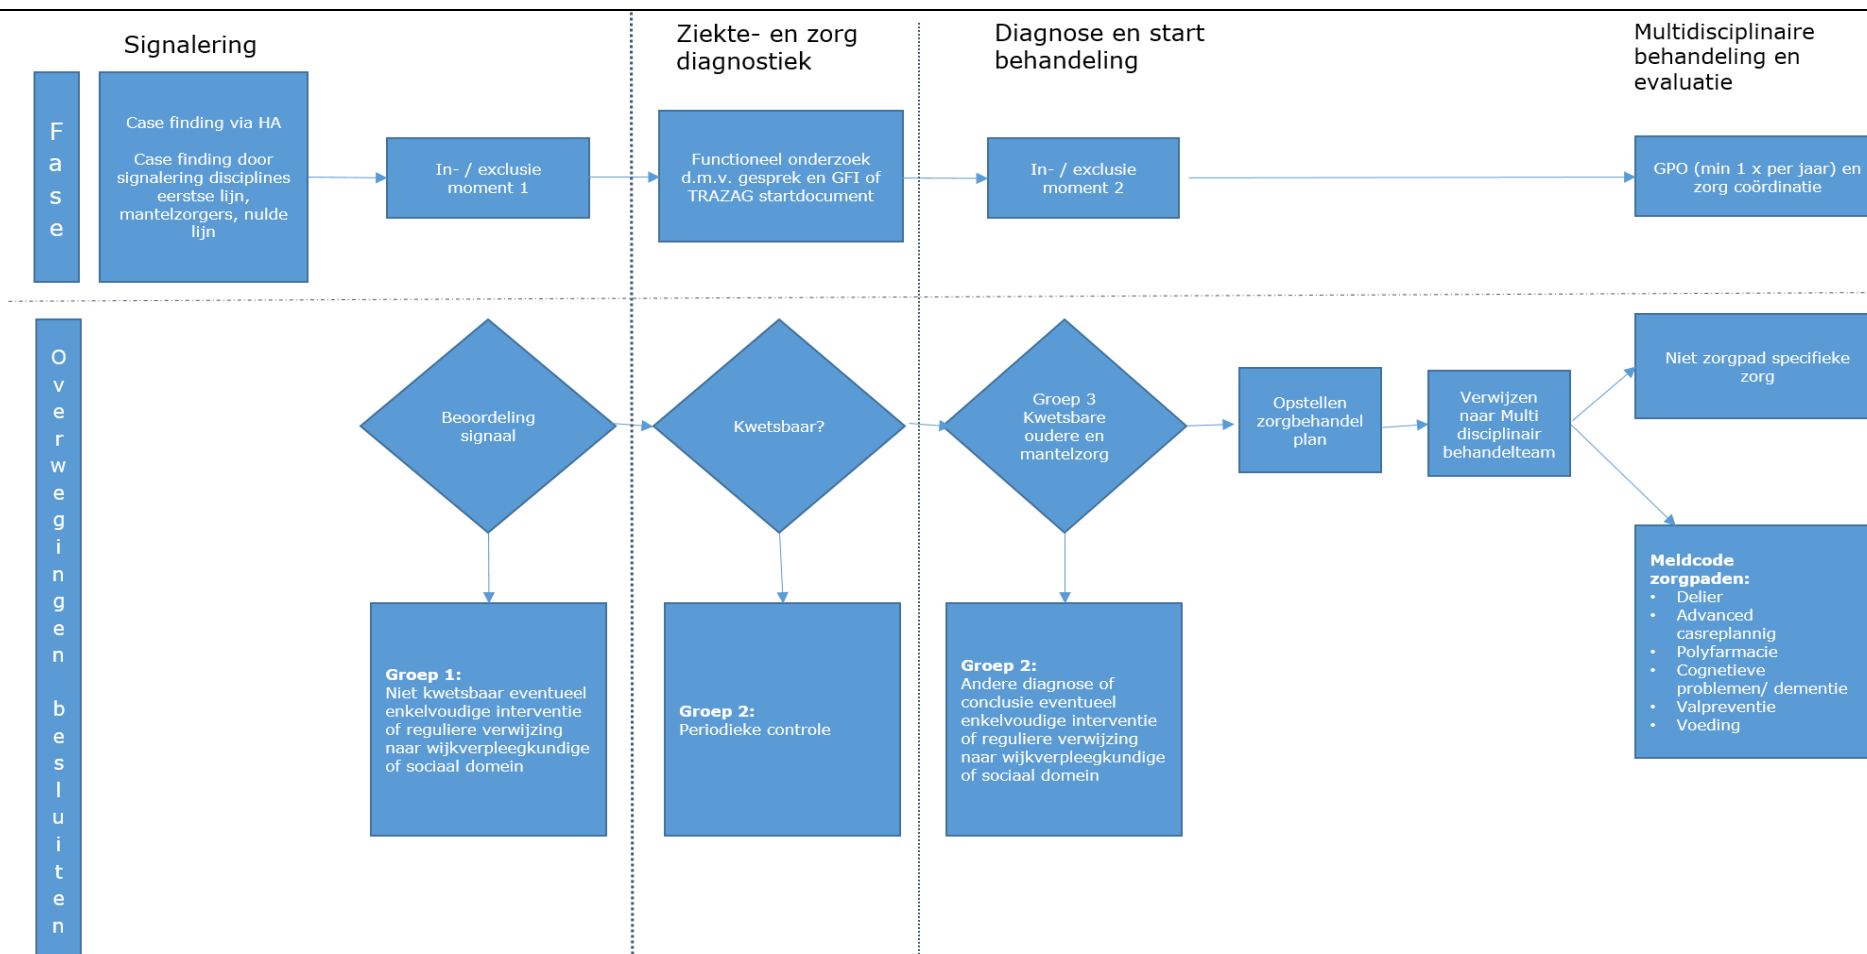 Signalering
Ziekte- en zorg
diagnostiek
Diagnose en start
behandeling
Multidisciplinaire
behandeling en
evaluatie
Fase
Case finding via HA
Case finding door
signalering disciplines
eerstse lijn,
mantelzorgers, nulde
lijn
In- / exclusie
moment 1
Functioneel onderzoek
d.m.v. gesprek en GFI of
TRAZAG startdocument
In- / exclusie
moment 2
GPO (min 1 x per jaar) en
zorg coördinatie
Overwegingen besluiten
Beoordeling
signaal
Kwetsbaar?
Groep 3
Kwetsbare
oudere en
mantelzorg
Opstellen
zorgbehandel
plan
Verwijzen
naar Multi
disciplinair
behandelteam
Niet zorgpad specifieke
zorg
Groep 1:
Niet kwetsbaar eventueel
enkelvoudige interventie
of reguliere verwijzing
naar wijkverpleegkundige
of sociaal domein
Groep 2:
Periodieke controle
Groep 2:
Andere diagnose of
conclusie eventueel
enkelvoudige interventie
of reguliere verwijzing
naar wijkverpleegkundige
of sociaal domein
Meldcode
zorgpaden:
• Delier
• Advanced
casreplannig
• Polyfarmacie
• Cognetieve
problemen/ dementie
• Valpreventie
• Voeding